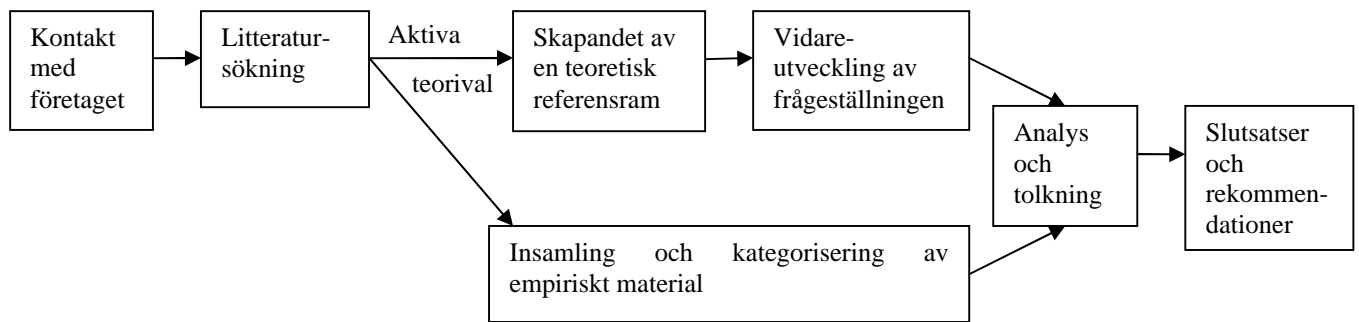 Kontakt
med
företaget
Litteratur-
sökning
Aktiva
teorival
Skapandet av
en teoretisk
referensram
Vidare-
utveckling av
frågeställningen
Insamling och kategorisering av
empiriskt material
Analys
och
tolkning
Slutsatser
och
rekommen-
dationer